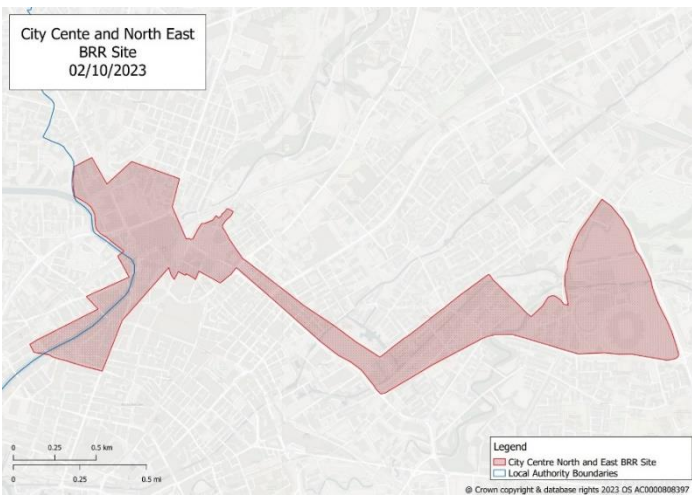 City Cente and North East
BRR Site
02/10/2023
0 0.25 0.5 km
0 0.25 0.5 mi
Legend
City Centre North and East BRR Site
Local Authority Boundaries
@ Crown copyright & database rights 2023 OS AC0000808397